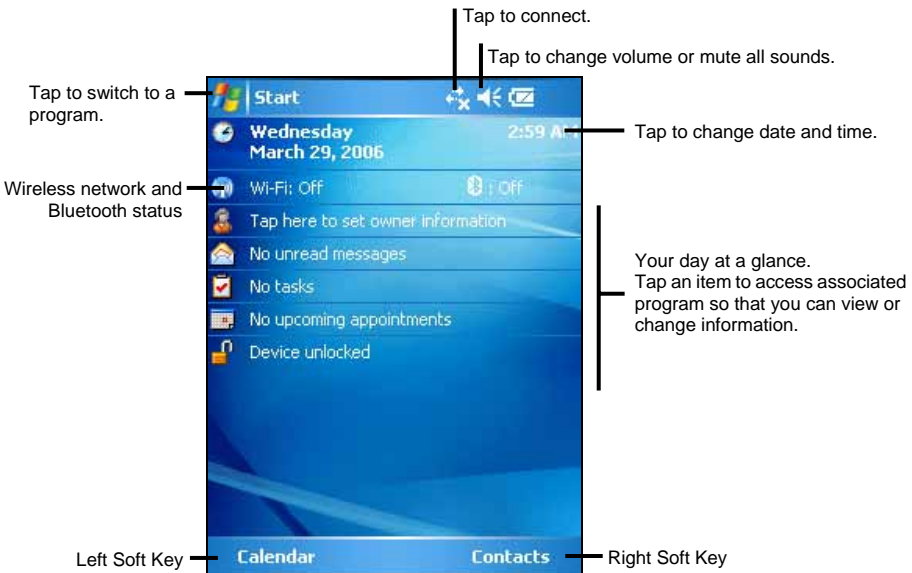 Tap to connect.
Tap to change volume or mute all sounds.
Tap to switch to a
program.
Start
Wednesday
March 29, 2006
2:59 AM
Tap to change date and time.
Wireless network and
Bluetooth status
Wi-Fi: Off
: Off
Tap here to set owner information
No unread messages
No tasks
No upcoming appointments
Device unlocked
Your day at a glance.
Tap an item to access associated
program so that you can view or
change information.
Left Soft Key
Calendar
Contacts
Right Soft Key